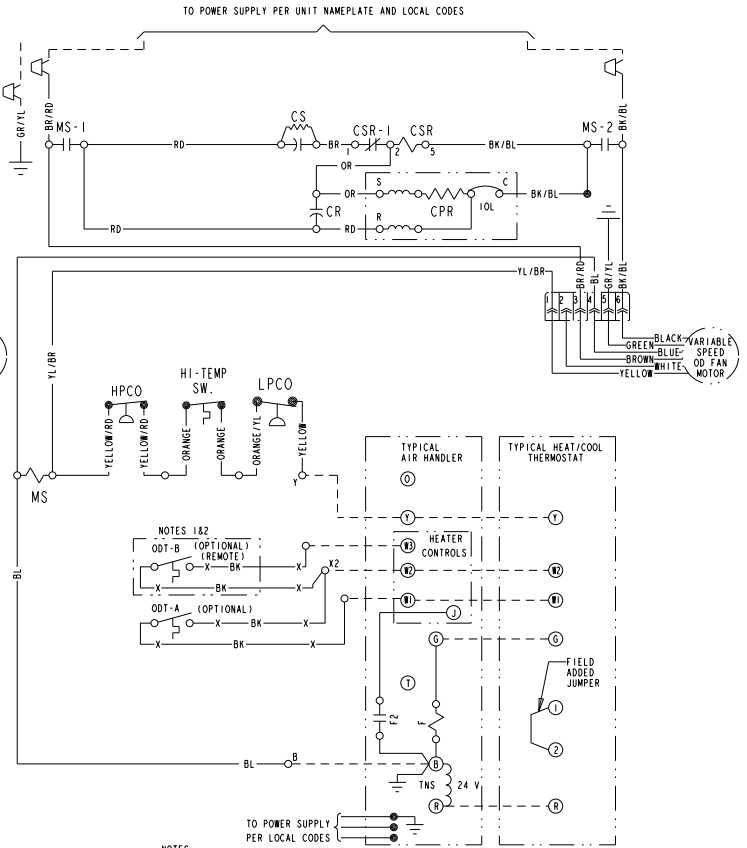 TO POWER SUPPLY PER UNIT NAMEPLATE AND LOCAL CODES
GR/YL
BR/RD
BK/BL
MS-1
RD
CS
BR
1
CSR-1
2
CSR
5
BK/BL
MS-2
OR
OR
S
C
CPR
IOL
BK/BL
CR
R
RD
RD
YL/BR
BR/RD
BL
GR/YL
BK/BL
1 2 3 4 5 6
BLACK
GREEN
BLUE
BROWN
WHITE
YELLOW
VARIABLE
SPEED
OD FAN
MOTOR
YL/BR
HPCO
HI-TEMP
SW.
LPCO
YELLOW/RD
YELLOW/RD
ORANGE
ORANGE
ORANGE/YL
YELLOW
Y
MS
BL
TYPICAL
AIR HANDLER
TYPICAL HEAT/COOL
THERMOSTAT
O
Y
Y
NOTES 1&2
ODT-B
(OPTIONAL)
(REMOTE)
X BK X
X BK X
X2
W3
HEATER
CONTROLS
W2
W2
W1
W1
J
ODT-A (OPTIONAL)
X BK X
X BK X
G
G
T
F2
F
FIELD
ADDED
JUMPER
1
2
BL
B
B
TNS
24 V
R
R
TO POWER SUPPLY
PER LOCAL CODES
NOTES: